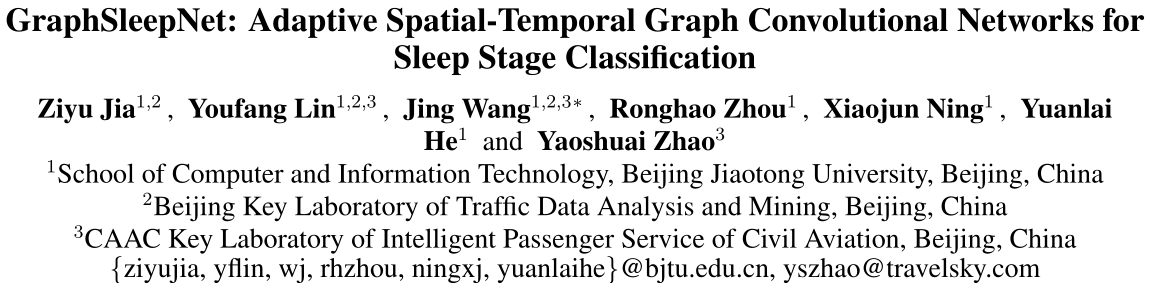 GraphSleepNet: Adaptive Spatial-Temporal Graph Convolutional Networks for
Sleep Stage Classification
Ziyu Jia1,2 , Youfang Lin1,2,3 , Jing Wang1,2,3∗ , Ronghao Zhou1 , Xiaojun Ning1 , Yuanlai
He1 and Yaoshuai Zhao3
1School of Computer and Information Technology, Beijing Jiaotong University, Beijing, China
2Beijing Key Laboratory of Traffic Data Analysis and Mining, Beijing, China
3CAAC Key Laboratory of Intelligent Passenger Service of Civil Aviation, Beijing, China
{ziyujia, yflin, wj, rhzhou, ningxj, yuanlaihe}@bjtu.edu.cn, yszhao@travelsky.com